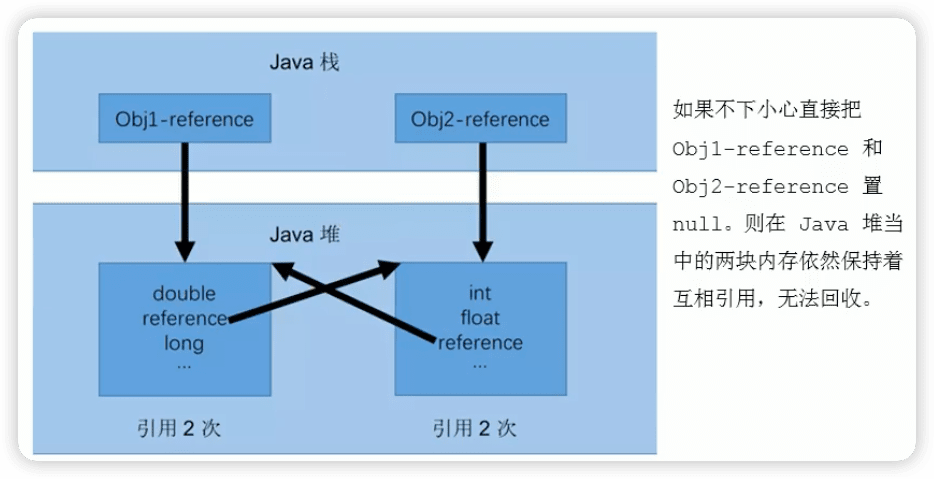 Java 栈
Obj1-reference
Obj2-reference
Java 堆
double
reference
long
...
int
float
reference
...
引用 2 次
引用 2 次
如果不下小心直接把
Obj1-reference 和
Obj2-reference 置
null。则在 Java 堆当
中的两块内存依然保持着
互相引用，无法回收。